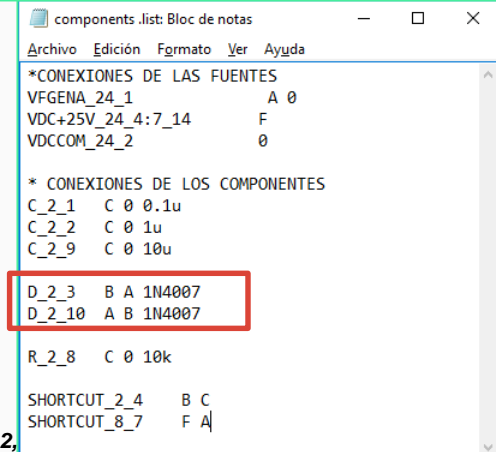 components .list: Bloc de notas
Archivo Edición Formato Ver Ayuda
*CONEXIONES DE LAS FUENTES
VFGENA_24_1 A 0
VDC+25V_24_4:7_14 F
VDCCOM_24_2 0
* CONEXIONES DE LOS COMPONENTES
C_2_1 C 0 0.1u
C_2_2 C 0 1u
C_2_9 C 0 10u
D_2_3 B A 1N4007
D_2_10 A B 1N4007
R_2_8 C 0 10k
SHORTCUT_2_4 B C
SHORTCUT_8_7 F A
2,